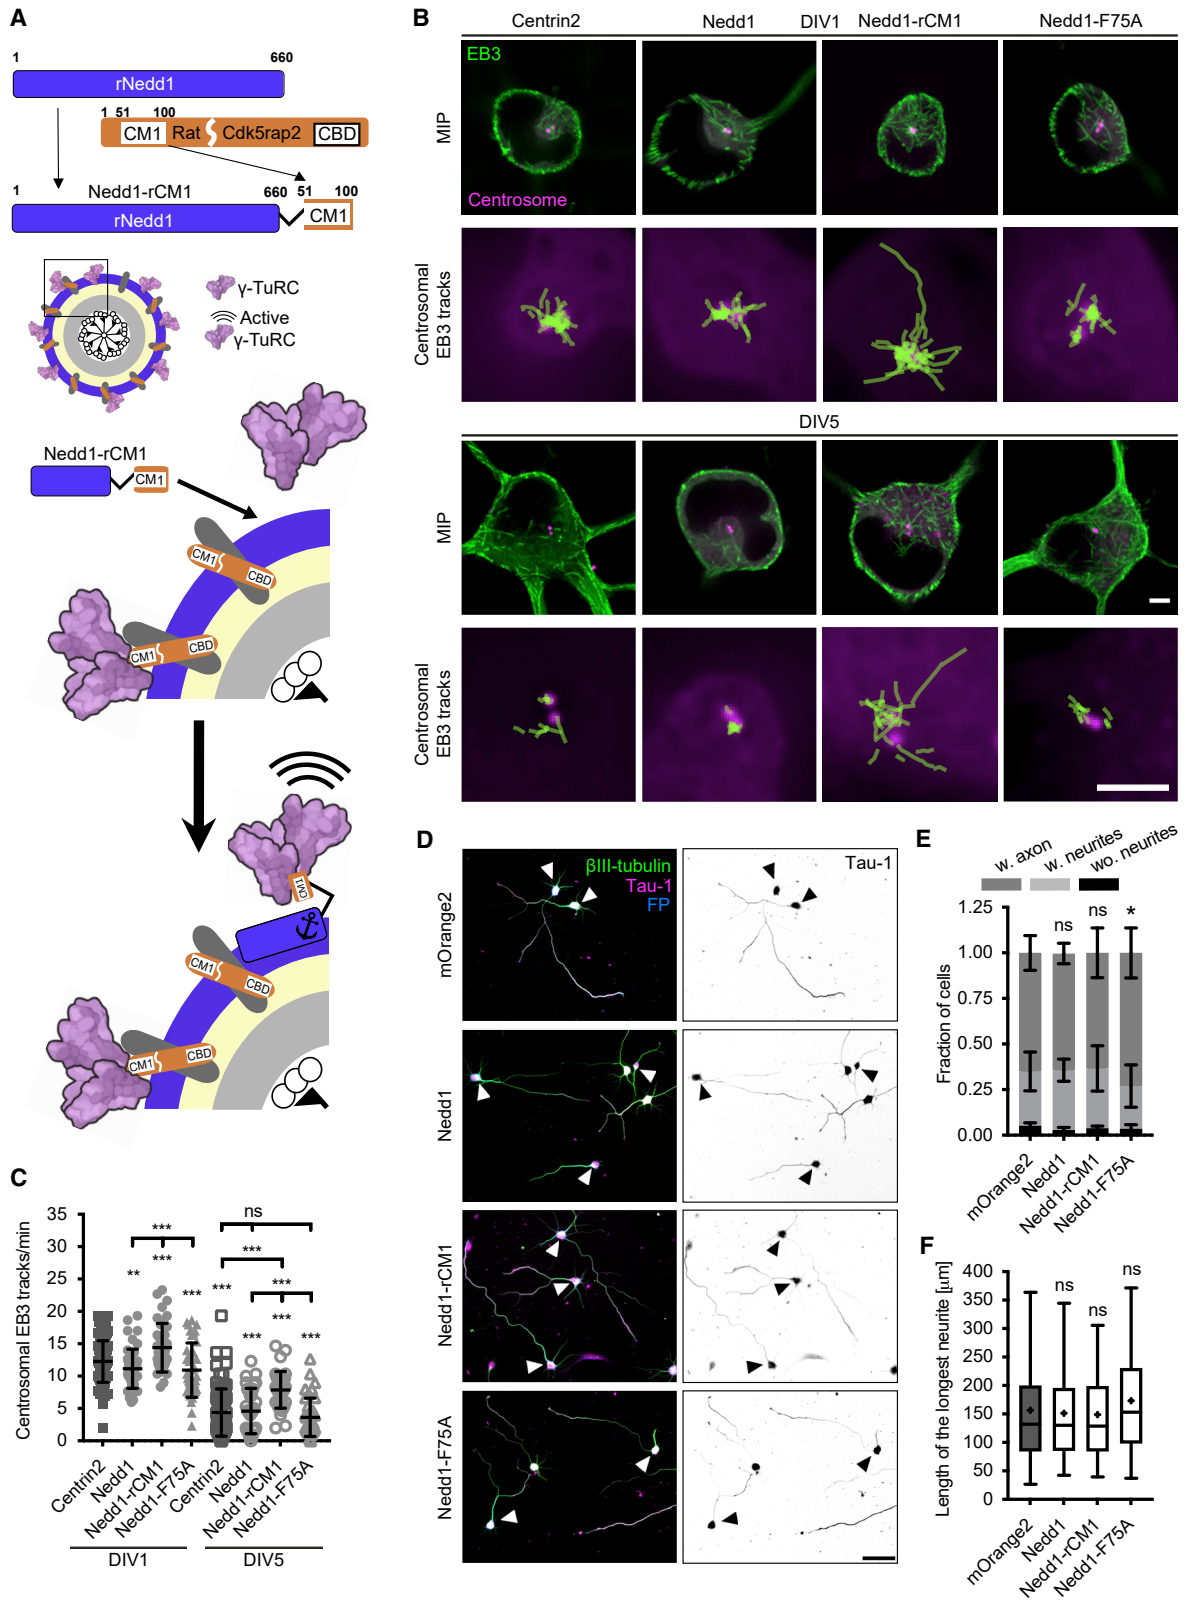 A
1 660
rNedd1
1 51 100
CM1 Rat Cdk5rap2 CBD
Nedd1-rCM1
1 660 51 100
rNedd1 CM1
γ-TuRC
Active
γ-TuRC
Nedd1-rCM1
CM1
CM1 CBD
CM1 CBD
CM1
CM1 CBD
CM1 CBD
B
Centrin2 Nedd1 DIV1 Nedd1-rCM1 Nedd1-F75A
MIP
EB3
Centrosome
Centrosomal
EB3 tracks
DIV5
MIP
Centrosomal
EB3 tracks
C
Centrosomal EB3 tracks/min
35
30
25
20
15
10
5
0
*** ns
*** ***
** *** *** ***
*** *** *** ***
Centrin2
Nedd1
Nedd1-rCM1
Nedd1-F75A
Centrin2
Nedd1
Nedd1-rCM1
Nedd1-F75A
DIV1 DIV5
D
βIII-tubulin
Tau-1
FP
Tau-1
mOrange2
Nedd1
Nedd1-rCM1
Nedd1-F75A
E
w. axon
w. neurites
wo. neurites
Fraction of cells
1.25
1.00
0.75
0.50
0.25
0.00
ns ns *
mOrange2
Nedd1
Nedd1-rCM1
Nedd1-F75A
F
Length of the longest neurite [µm]
400
350
300
250
200
150
100
50
0
ns ns ns
mOrange2
Nedd1
Nedd1-rCM1
Nedd1-F75A